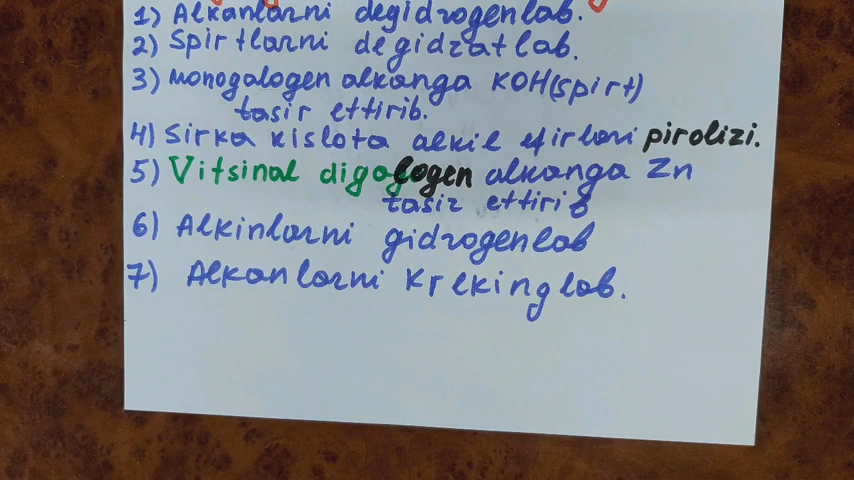 1) Alkanlarni degidrogenlab.
2) Spirtlarni degidratlab.
3) Monogalogen alkanga KOH(spirt)
tasir ettirib.
4) Sirka kislota alkil efirlari pirolizi.
5) Vitsinal digalogen alkanga Zn
tasir ettirib
6) Alkinlarni gidrogenlab
7) Alkanlarni Krekinglab.